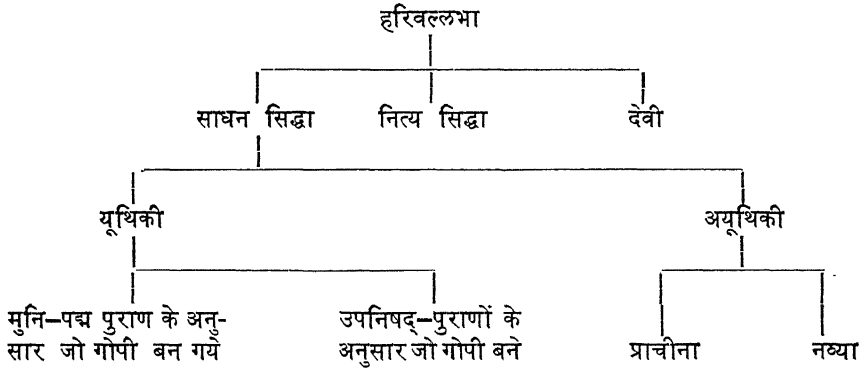 हरिवल्लभा
साधन सिद्धा नित्य सिद्धा देवी
यूथिकी अयूथिकी
मुनि–पद्म पुराण के अनु- उपनिषद्–पुराणों के
सार जो गोपी बन गये अनुसार जो गोपी बने प्राचीना नव्या